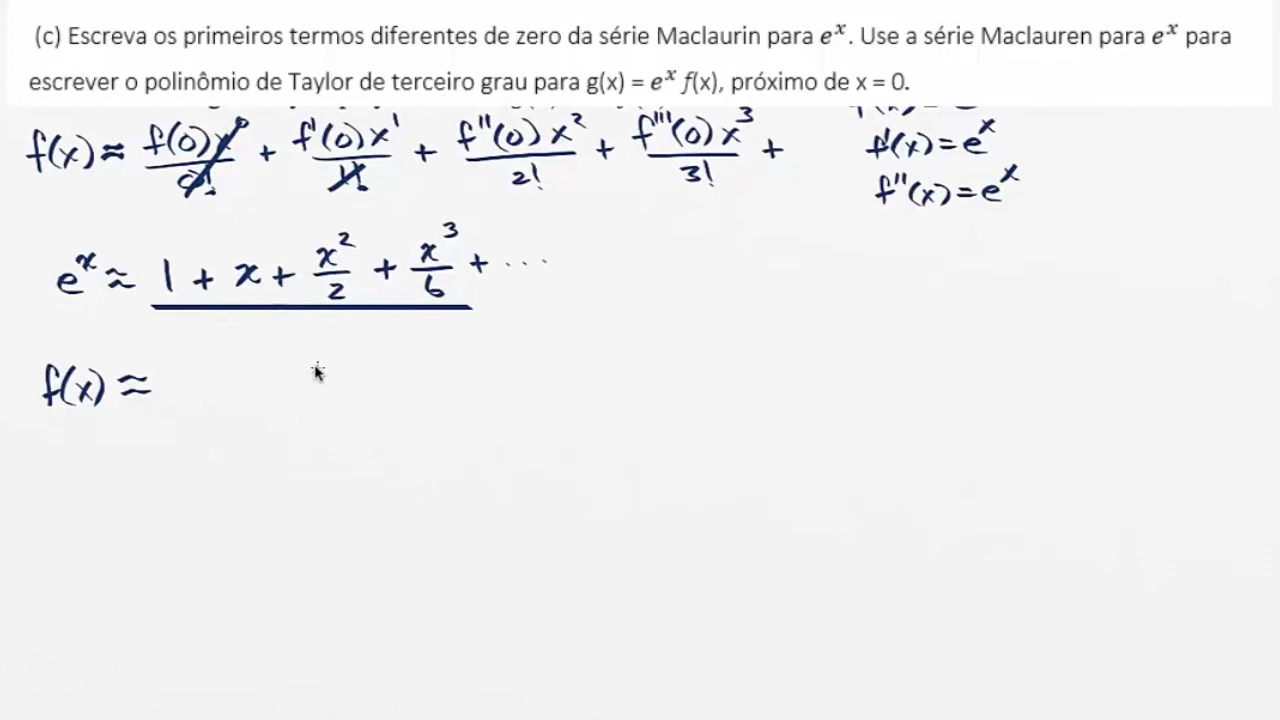 (c) Escreva os primeiros termos diferentes de zero da série Maclaurin para eˣ. Use a série Maclauren para eˣ para
escrever o polinômio de Taylor de terceiro grau para g(x) = eˣ f(x), próximo de x = 0.
f(x) ≈ f(0)x⁰/0! + f'(0)x¹/1! + f''(0)x²/2! + f'''(0)x³/3! +
f'(x) = eˣ
f''(x) = eˣ
eˣ ≈ 1 + x + x²/2 + x³/6 + ...
f(x) ≈